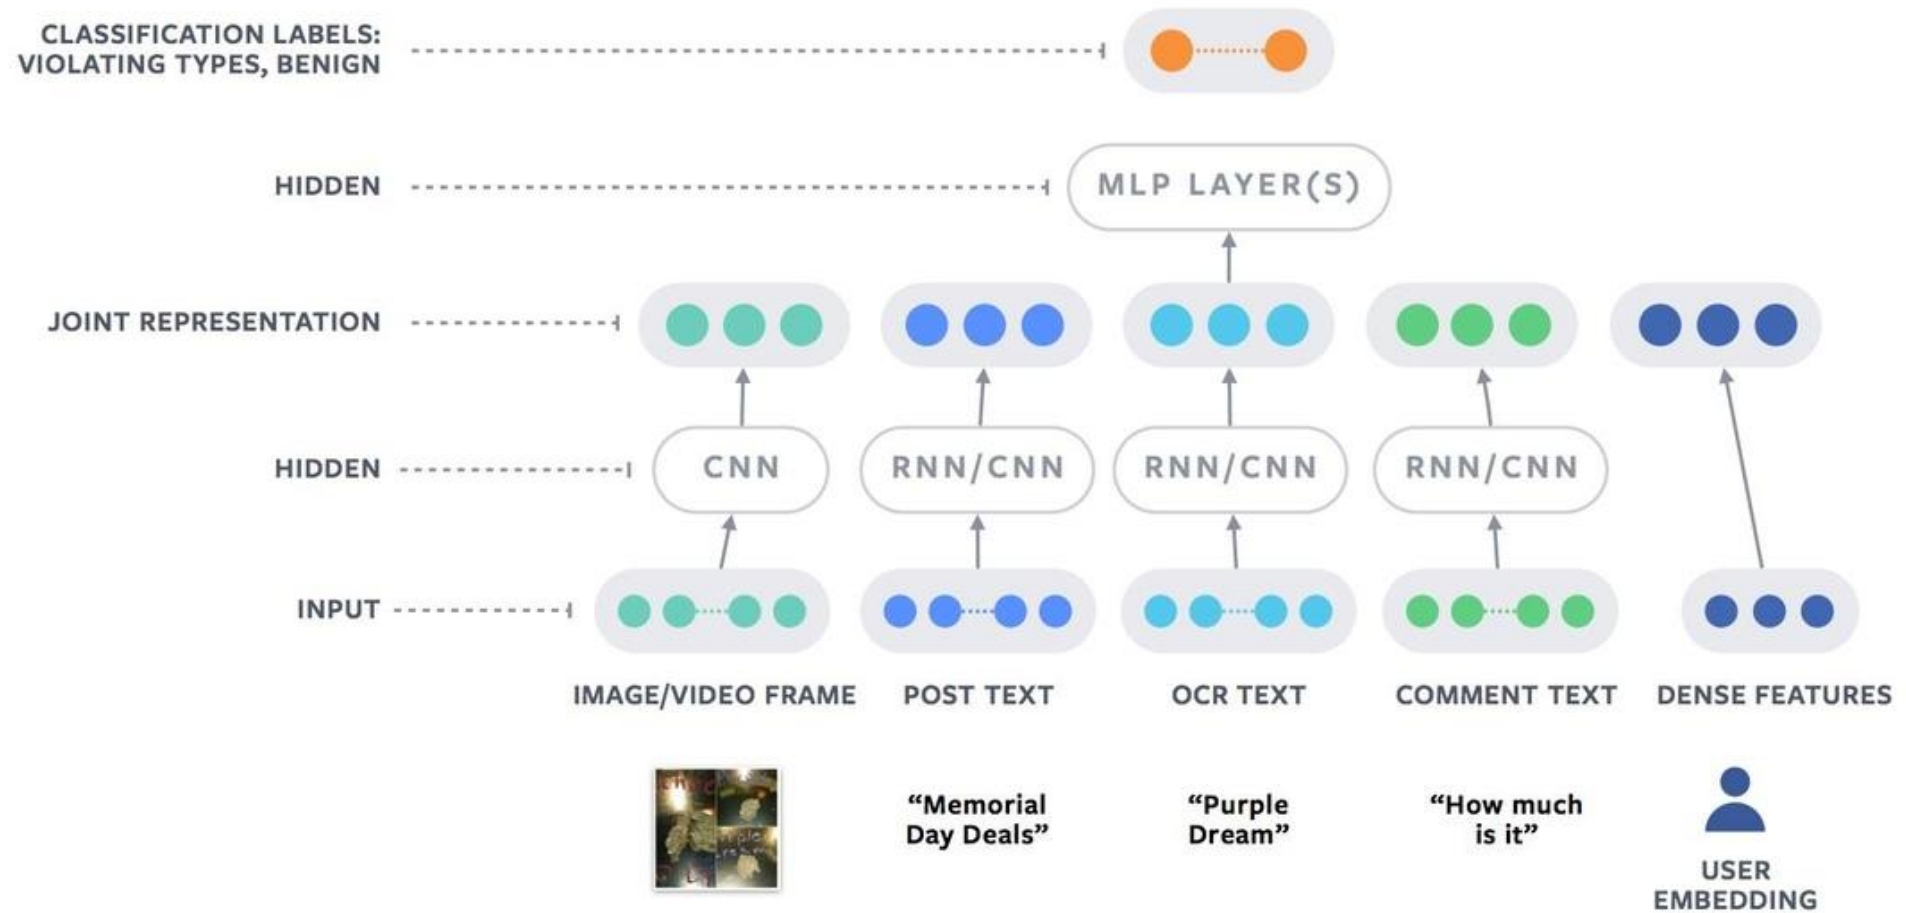 CLASSIFICATION LABELS:
VIOLATING TYPES, BENIGN
HIDDEN
MLP LAYER(S)
JOINT REPRESENTATION
HIDDEN
CNN
RNN/CNN
RNN/CNN
RNN/CNN
INPUT
IMAGE/VIDEO FRAME
POST TEXT
OCR TEXT
COMMENT TEXT
DENSE FEATURES
“Memorial
Day Deals”
“Purple
Dream”
“How much
is it”
USER
EMBEDDING